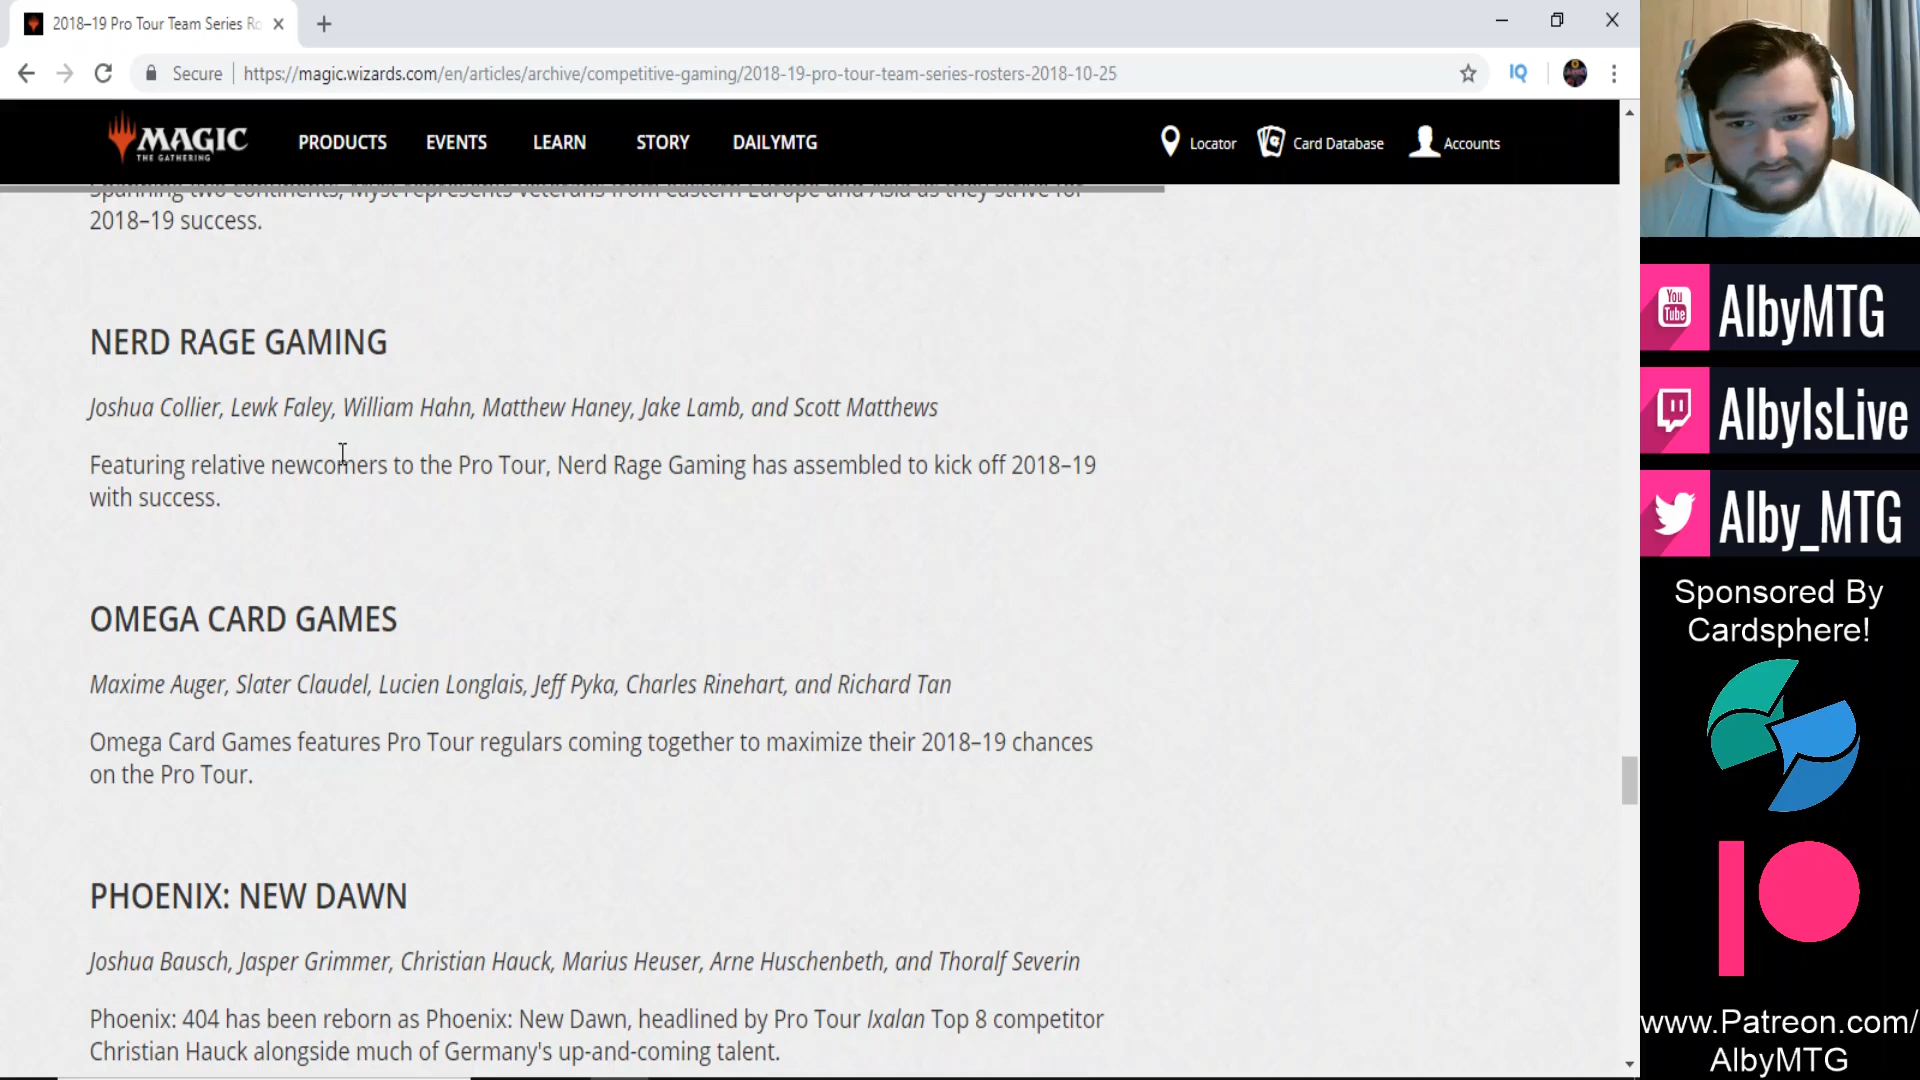 2018–19 Pro Tour Team Series Ro
Secure
https://magic.wizards.com/en/articles/archive/competitive-gaming/2018-19-pro-tour-team-series-rosters-2018-10-25
IQ
MAGIC
THE GATHERING
PRODUCTS
EVENTS
LEARN
STORY
DAILYMTG
Locator
Card Database
Accounts
Spanning two continents, Myst represents veterans from eastern Europe and Asia as they strive for
2018–19 success.
NERD RAGE GAMING
Joshua Collier, Lewk Faley, William Hahn, Matthew Haney, Jake Lamb, and Scott Matthews
Featuring relative newcomers to the Pro Tour, Nerd Rage Gaming has assembled to kick off 2018–19
with success.
OMEGA CARD GAMES
Maxime Auger, Slater Claudel, Lucien Longlais, Jeff Pyka, Charles Rinehart, and Richard Tan
Omega Card Games features Pro Tour regulars coming together to maximize their 2018–19 chances
on the Pro Tour.
PHOENIX: NEW DAWN
Joshua Bausch, Jasper Grimmer, Christian Hauck, Marius Heuser, Arne Huschenbeth, and Thoralf Severin
Phoenix: 404 has been reborn as Phoenix: New Dawn, headlined by Pro Tour Ixalan Top 8 competitor
Christian Hauck alongside much of Germany's up-and-coming talent.
You
Tube
AlbyMTG
AlbyIsLive
Alby_MTG
Sponsored By
Cardsphere!
www.Patreon.com/
AlbyMTG